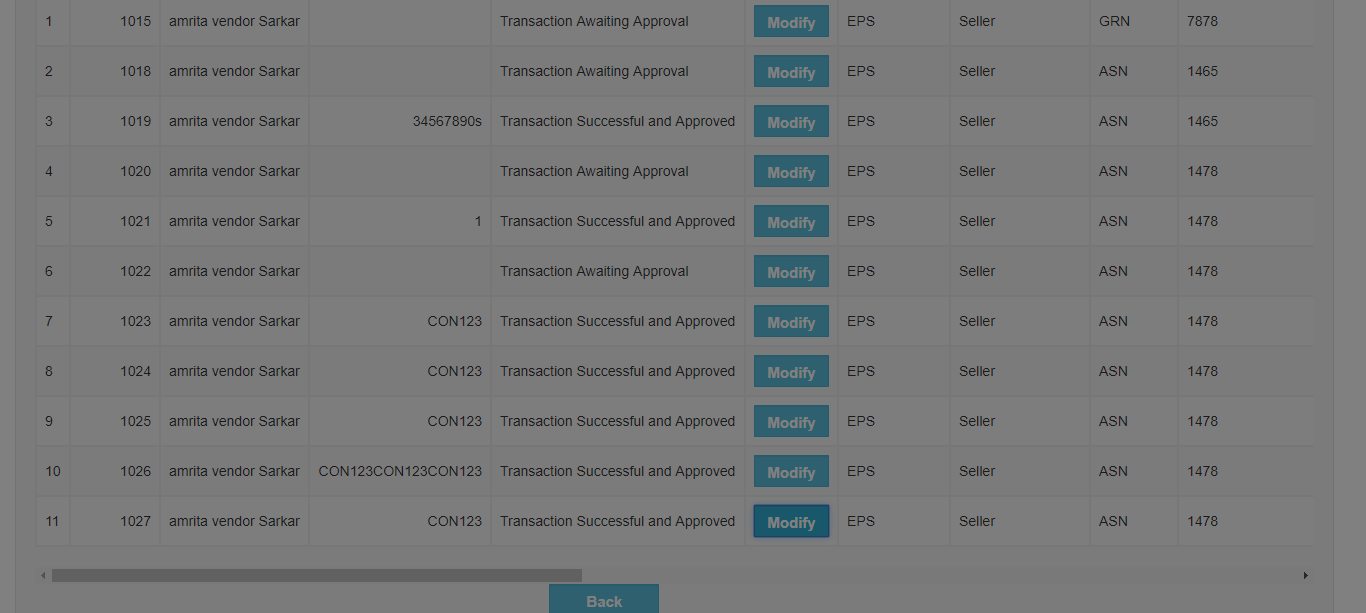 1 1015 amrita vendor Sarkar Transaction Awaiting Approval Modify EPS Seller GRN 7878
2 1018 amrita vendor Sarkar Transaction Awaiting Approval Modify EPS Seller ASN 1465
3 1019 amrita vendor Sarkar 34567890s Transaction Successful and Approved Modify EPS Seller ASN 1465
4 1020 amrita vendor Sarkar Transaction Awaiting Approval Modify EPS Seller ASN 1478
5 1021 amrita vendor Sarkar 1 Transaction Successful and Approved Modify EPS Seller ASN 1478
6 1022 amrita vendor Sarkar Transaction Awaiting Approval Modify EPS Seller ASN 1478
7 1023 amrita vendor Sarkar CON123 Transaction Successful and Approved Modify EPS Seller ASN 1478
8 1024 amrita vendor Sarkar CON123 Transaction Successful and Approved Modify EPS Seller ASN 1478
9 1025 amrita vendor Sarkar CON123 Transaction Successful and Approved Modify EPS Seller ASN 1478
10 1026 amrita vendor Sarkar CON123CON123CON123 Transaction Successful and Approved Modify EPS Seller ASN 1478
11 1027 amrita vendor Sarkar CON123 Transaction Successful and Approved Modify EPS Seller ASN 1478
Back